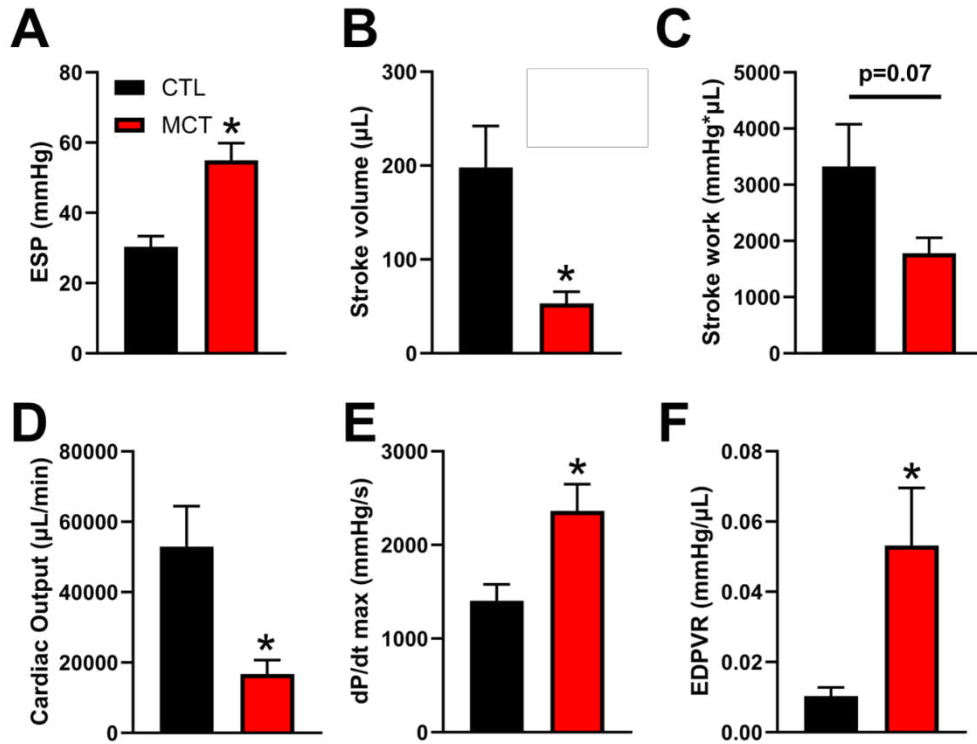 A
ESP (mmHg)
80
60
40
20
0
CTL
MCT
*
B
Stroke volume (µL)
300
200
100
0
*
C
Stroke work (mmHg*µL)
5000
4000
3000
2000
1000
0
p=0.07
D
Cardiac Output (µL/min)
80000
60000
40000
20000
0
*
E
dP/dt max (mmHg/s)
3000
2000
1000
0
*
F
EDPVR (mmHg/µL)
0.08
0.06
0.04
0.02
0.00
*